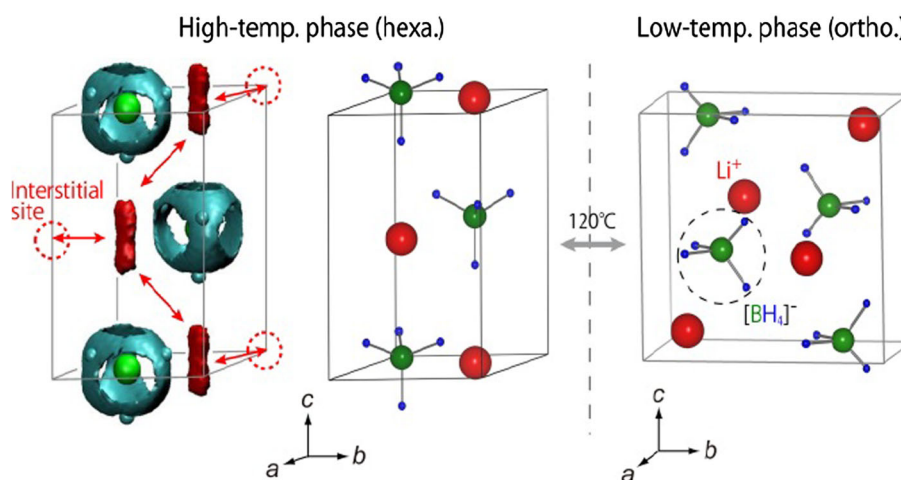 High-temp. phase (hexa.)
Low-temp. phase (ortho.)
Interstitial
site
Li⁺
120℃
[BH₄]⁻
c
a
b
c
a
b